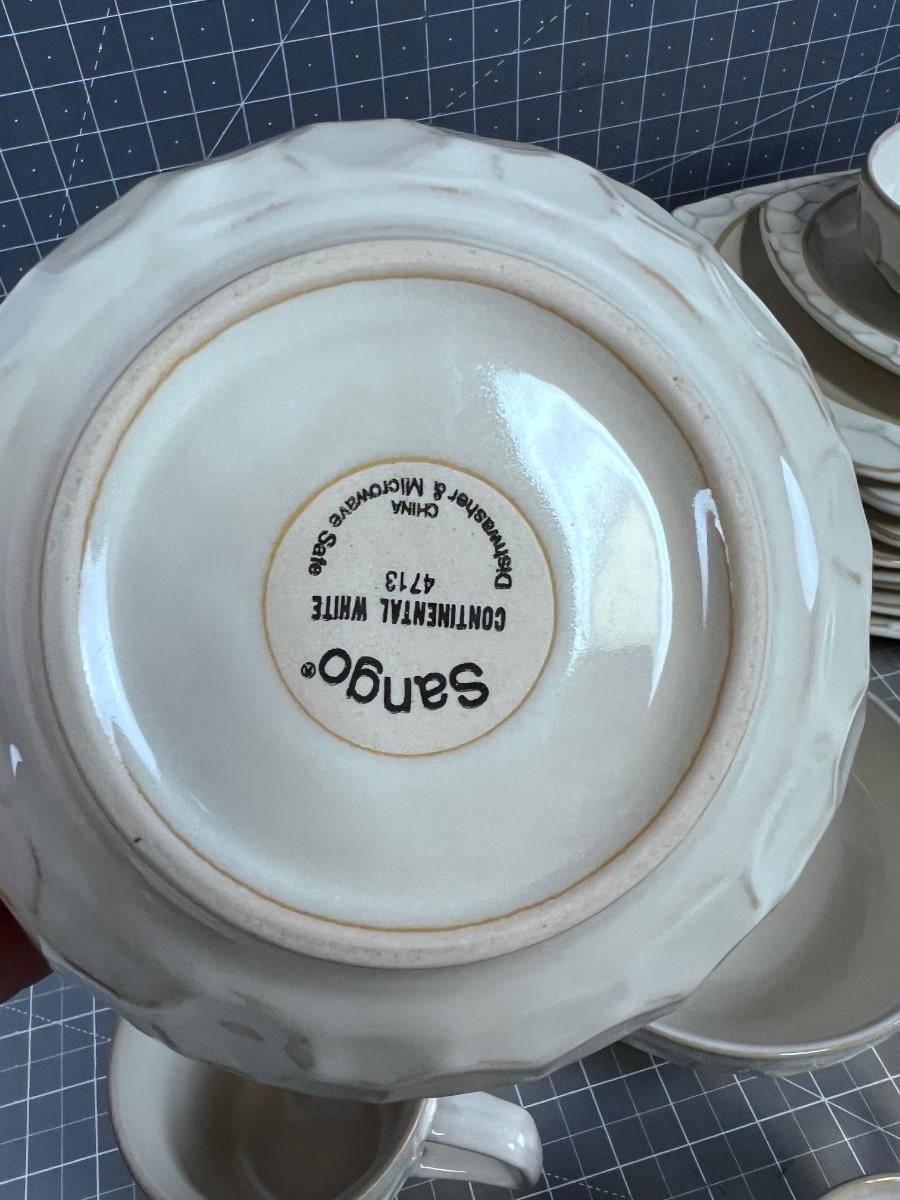 sango®
CONTINENTAL WHITE
4713
CHINA
Dishwasher & Microwave Safe